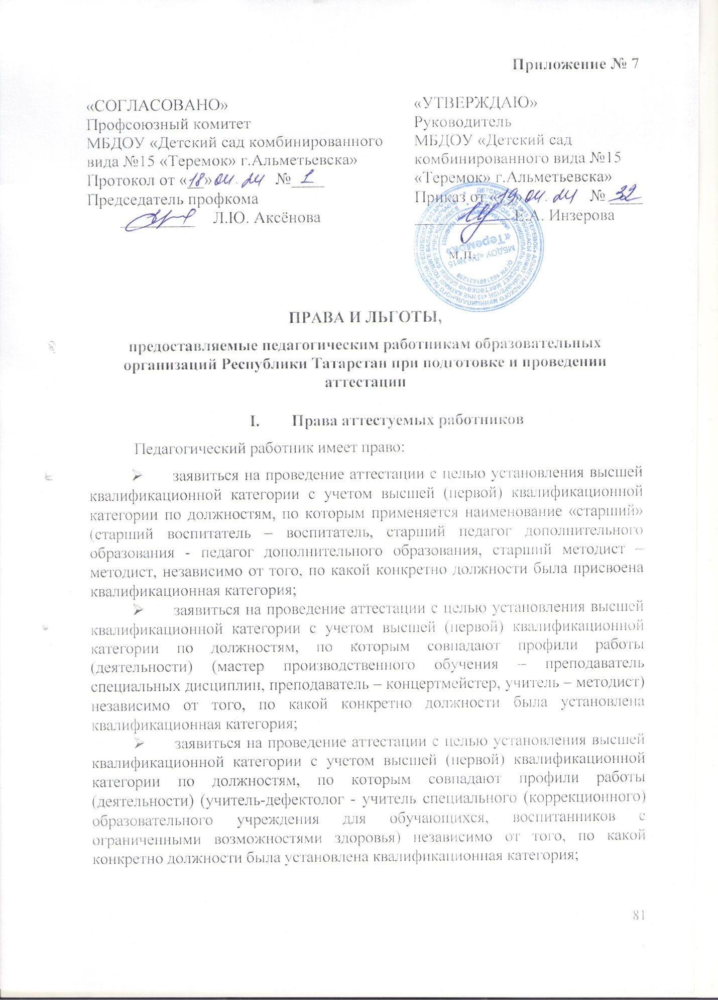 Приложение № 7
«СОГЛАСОВАНО»
Профсоюзный комитет
МБДОУ «Детский сад комбинированного
вида №15 «Теремок» г.Альметьевска»
Протокол от «18» 01. 24 № 1
Председатель профкома
Л.Ю. Аксёнова
«УТВЕРЖДАЮ»
Руководитель
МБДОУ «Детский сад
комбинированного вида №15
«Теремок» г.Альметьевска»
Приказ от «19» 01. 24 № 32
Е.А. Инзерова
М.П.
МБДОУ «Д/с №15
«Теремок»
ПРАВА И ЛЬГОТЫ,
предоставляемые педагогическим работникам образовательных
организаций Республики Татарстан при подготовке и проведении
аттестации
I. Права аттестуемых работников
Педагогический работник имеет право:
➢ заявиться на проведение аттестации с целью установления высшей
квалификационной категории с учетом высшей (первой) квалификационной
категории по должностям, по которым применяется наименование «старший»
(старший воспитатель – воспитатель, старший педагог дополнительного
образования - педагог дополнительного образования, старший методист –
методист, независимо от того, по какой конкретно должности была присвоена
квалификационная категория;
➢ заявиться на проведение аттестации с целью установления высшей
квалификационной категории с учетом высшей (первой) квалификационной
категории по должностям, по которым совпадают профили работы
(деятельности) (мастер производственного обучения – преподаватель
специальных дисциплин, преподаватель – концертмейстер, учитель – методист)
независимо от того, по какой конкретно должности была установлена
квалификационная категория;
➢ заявиться на проведение аттестации с целью установления высшей
квалификационной категории с учетом высшей (первой) квалификационной
категории по должностям, по которым совпадают профили работы
(деятельности) (учитель-дефектолог - учитель специального (коррекционного)
образовательного учреждения для обучающихся, воспитанников с
ограниченными возможностями здоровья) независимо от того, по какой
конкретно должности была установлена квалификационная категория;
81